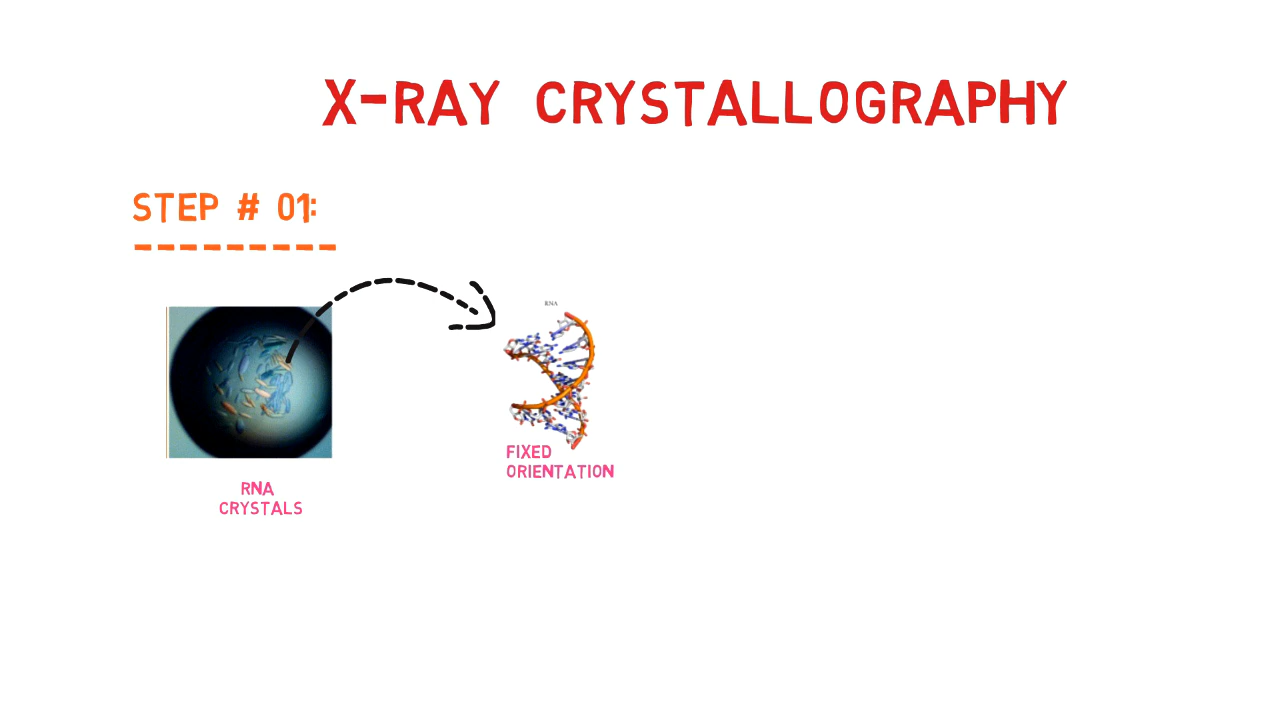 X-RAY CRYSTALLOGRAPHY
STEP # 01:
---------
RNA
FIXED
ORIENTATION
RNA
CRYSTALS